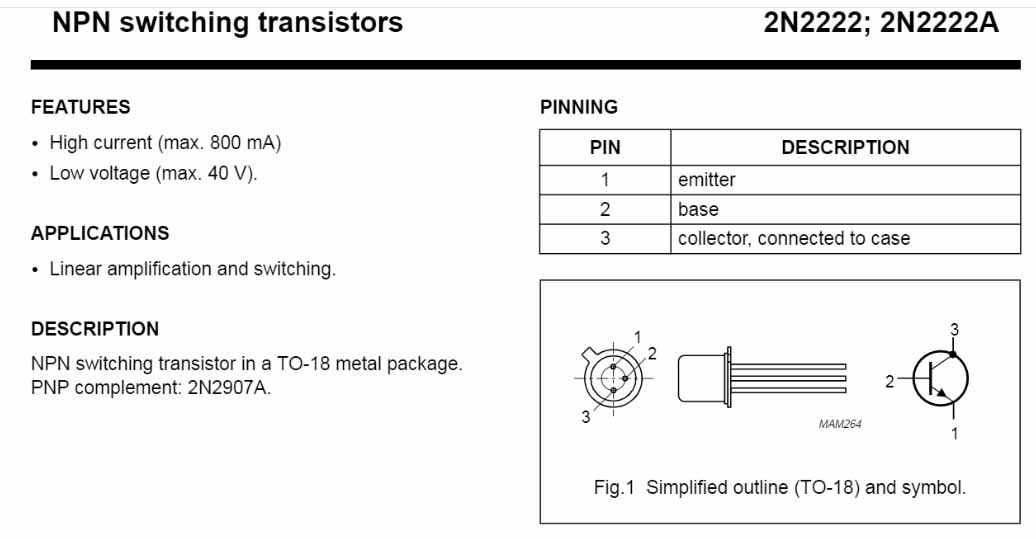 NPN switching transistors
2N2222; 2N2222A
FEATURES
• High current (max. 800 mA)
• Low voltage (max. 40 V).
APPLICATIONS
• Linear amplification and switching.
DESCRIPTION
NPN switching transistor in a TO-18 metal package.
PNP complement: 2N2907A.
PINNING
PIN DESCRIPTION
1 emitter
2 base
3 collector, connected to case
1
2
3
3
2
1
MAM264
Fig.1 Simplified outline (TO-18) and symbol.